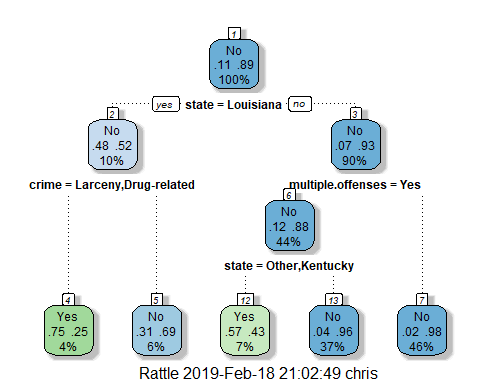 1
No
.11 .89
100%
yes state = Louisiana no
2 3
No No
.48 .52 .07 .93
10% 90%
crime = Larceny,Drug-related multiple.offenses = Yes
6
No
.12 .88
44%
state = Other,Kentucky
4 5 12 13 7
Yes No Yes No No
.75 .25 .31 .69 .57 .43 .04 .96 .02 .98
4% 6% 7% 37% 46%
Rattle 2019-Feb-18 21:02:49 chris